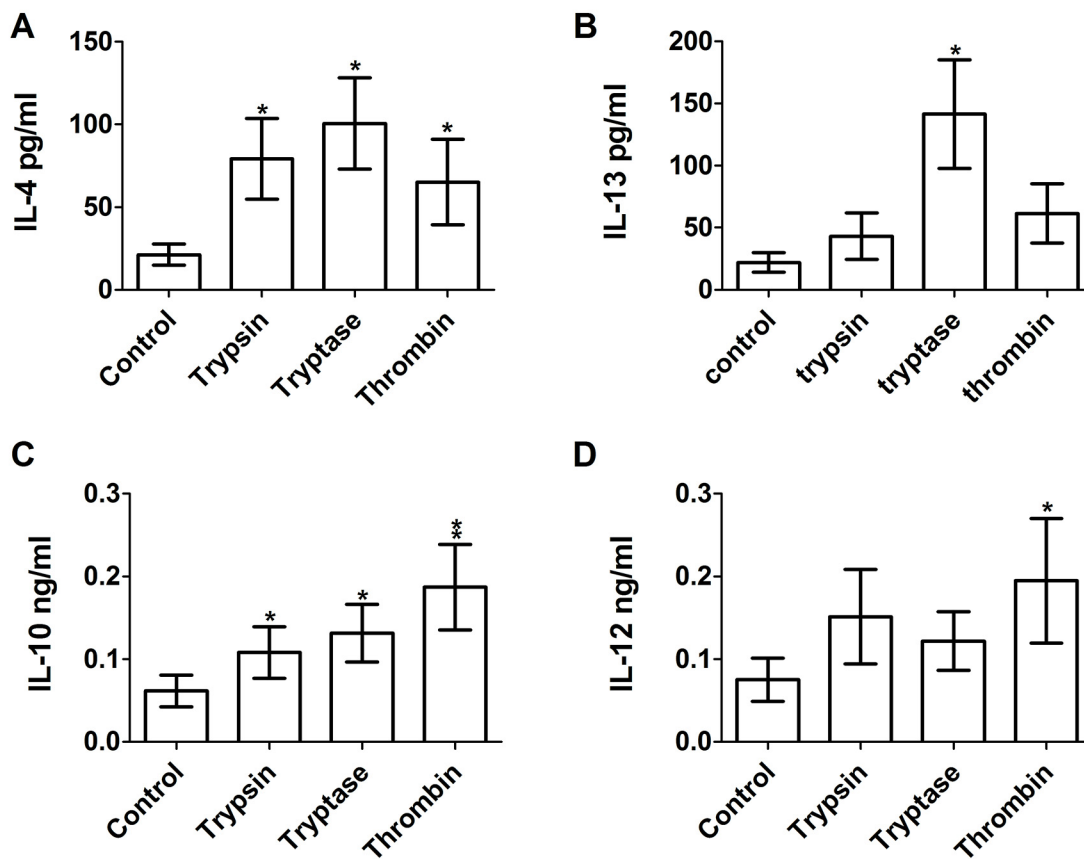 A
IL-4 pg/ml
150
100
50
0
*
*
*
Control
Trypsin
Tryptase
Thrombin
B
IL-13 pg/ml
200
150
100
50
0
*
control
trypsin
tryptase
thrombin
C
IL-10 ng/ml
0.3
0.2
0.1
0.0
*
*
**
Control
Trypsin
Tryptase
Thrombin
D
IL-12 ng/ml
0.3
0.2
0.1
0.0
*
Control
Trypsin
Tryptase
Thrombin